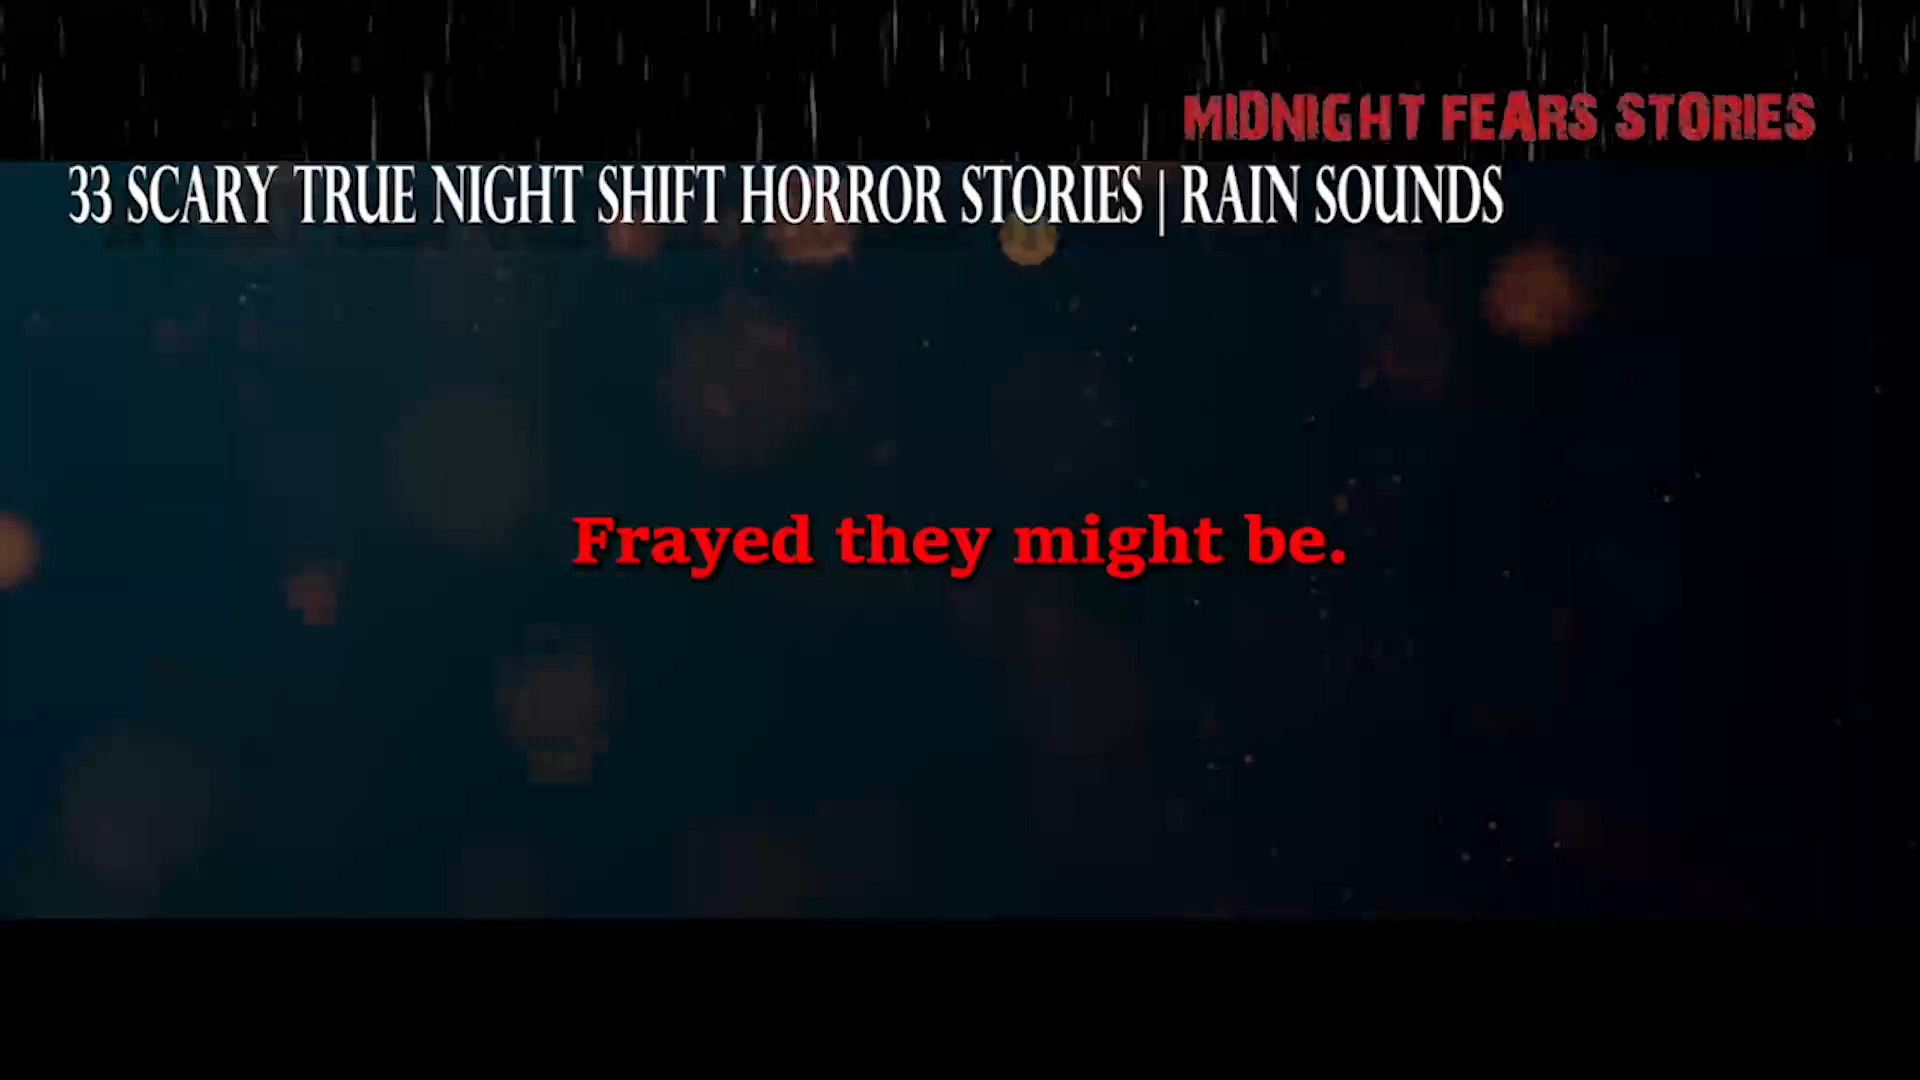 MIDNIGHT FEARS STORIES
33 SCARY TRUE NIGHT SHIFT HORROR STORIES | RAIN SOUNDS
Frayed they might be.